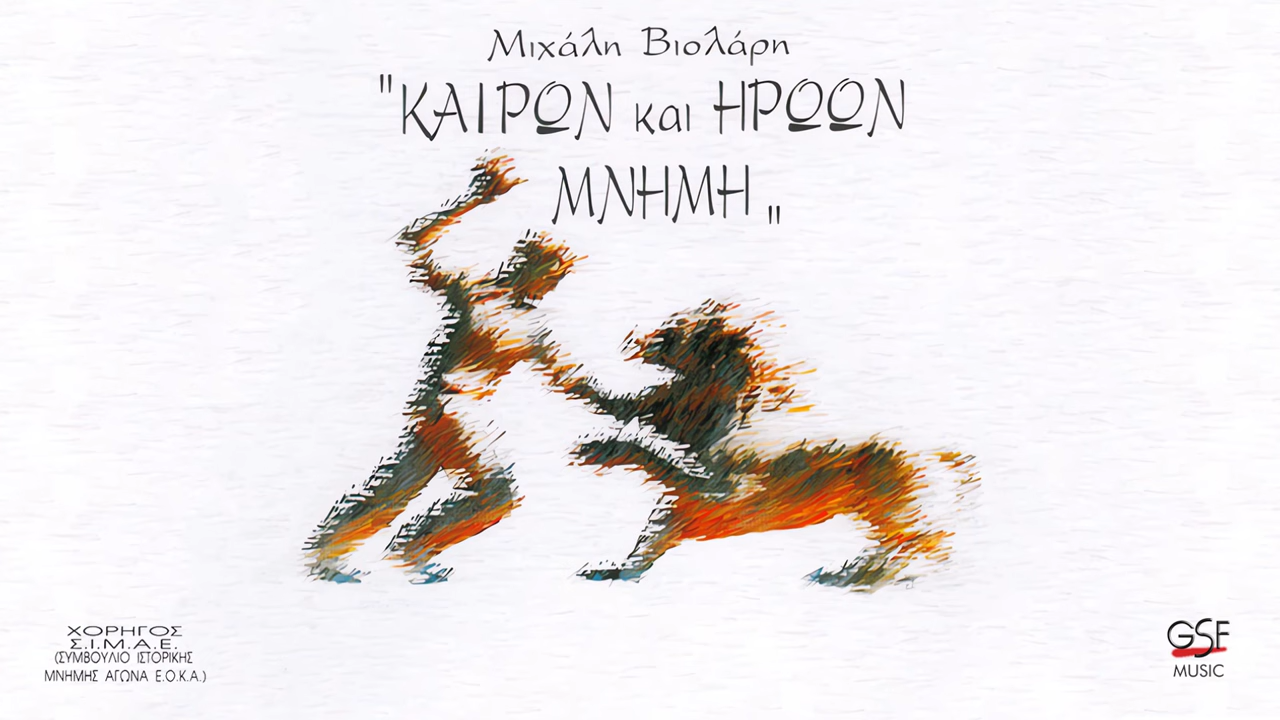 Μιχάλη Βιολάρη
"ΚΑΙΡΩΝ και ΗΡΩΩΝ
ΜΝΗΜΗ"
ΧΟΡΗΓΟΣ
Σ.Ι.Μ.Α.Ε.
(ΣΥΜΒΟΥΛΙΟ ΙΣΤΟΡΙΚΗΣ
ΜΝΗΜΗΣ ΑΓΩΝΑ Ε.Ο.Κ.Α.)
GSF
MUSIC